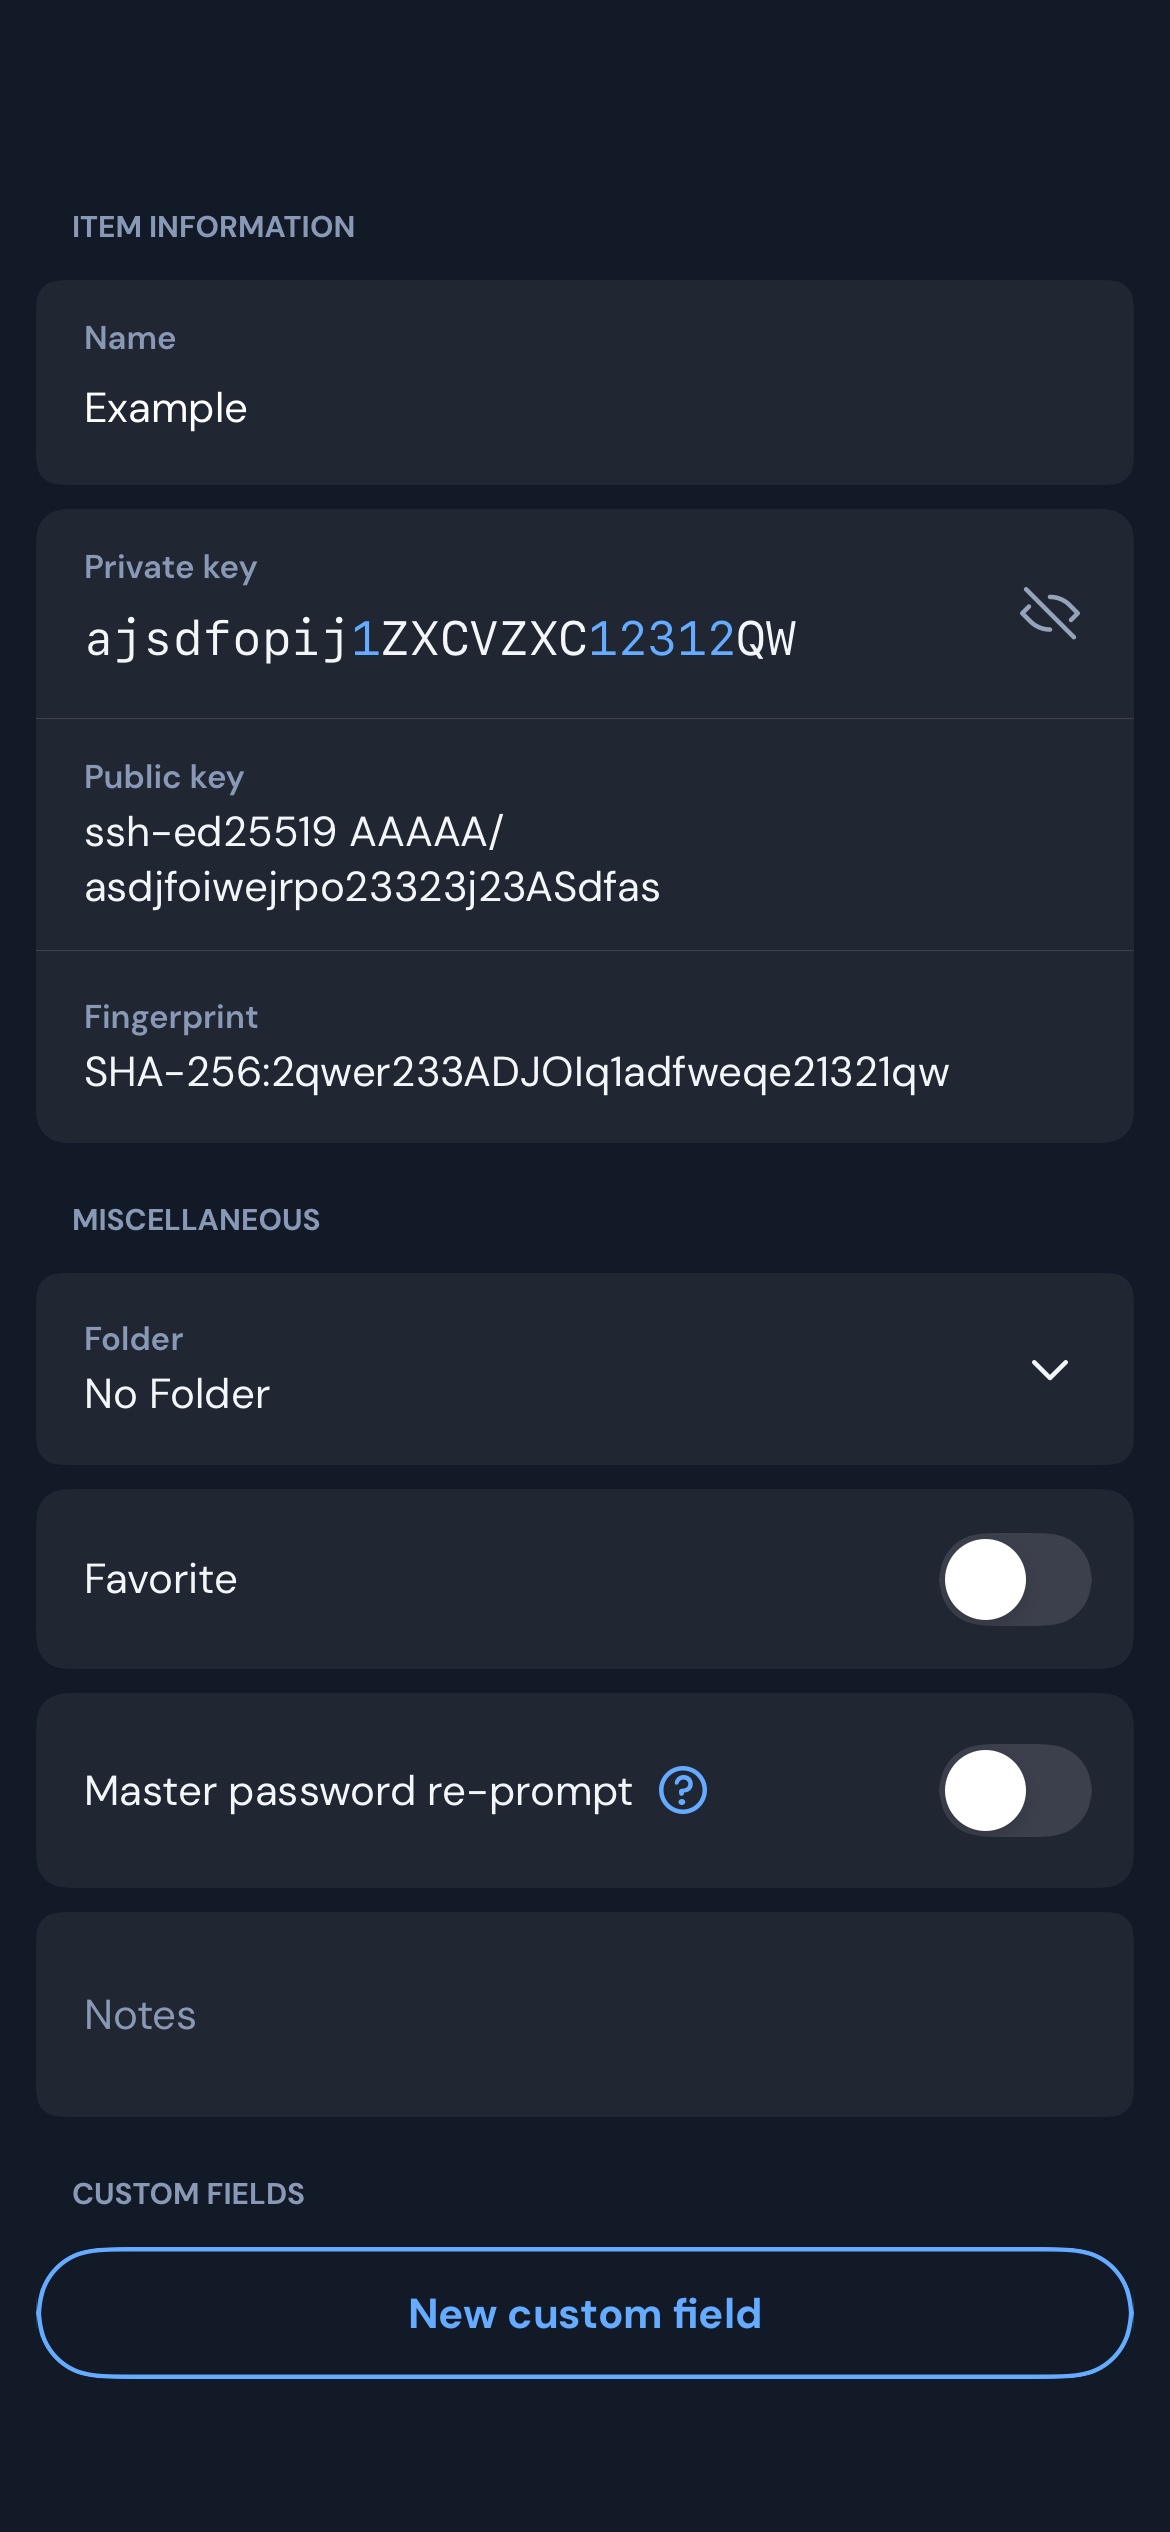 ITEM INFORMATION
Name
Example
Private key
ajsdfopij1ZXCVZXC12312QW
Public key
ssh-ed25519 AAAAA/
asdjfoiwejrpo23323j23ASdfas
Fingerprint
SHA-256:2qwer233ADJOIq1adfweqe21321qw
MISCELLANEOUS
Folder
No Folder
Favorite
Master password re-prompt
Notes
CUSTOM FIELDS
New custom field